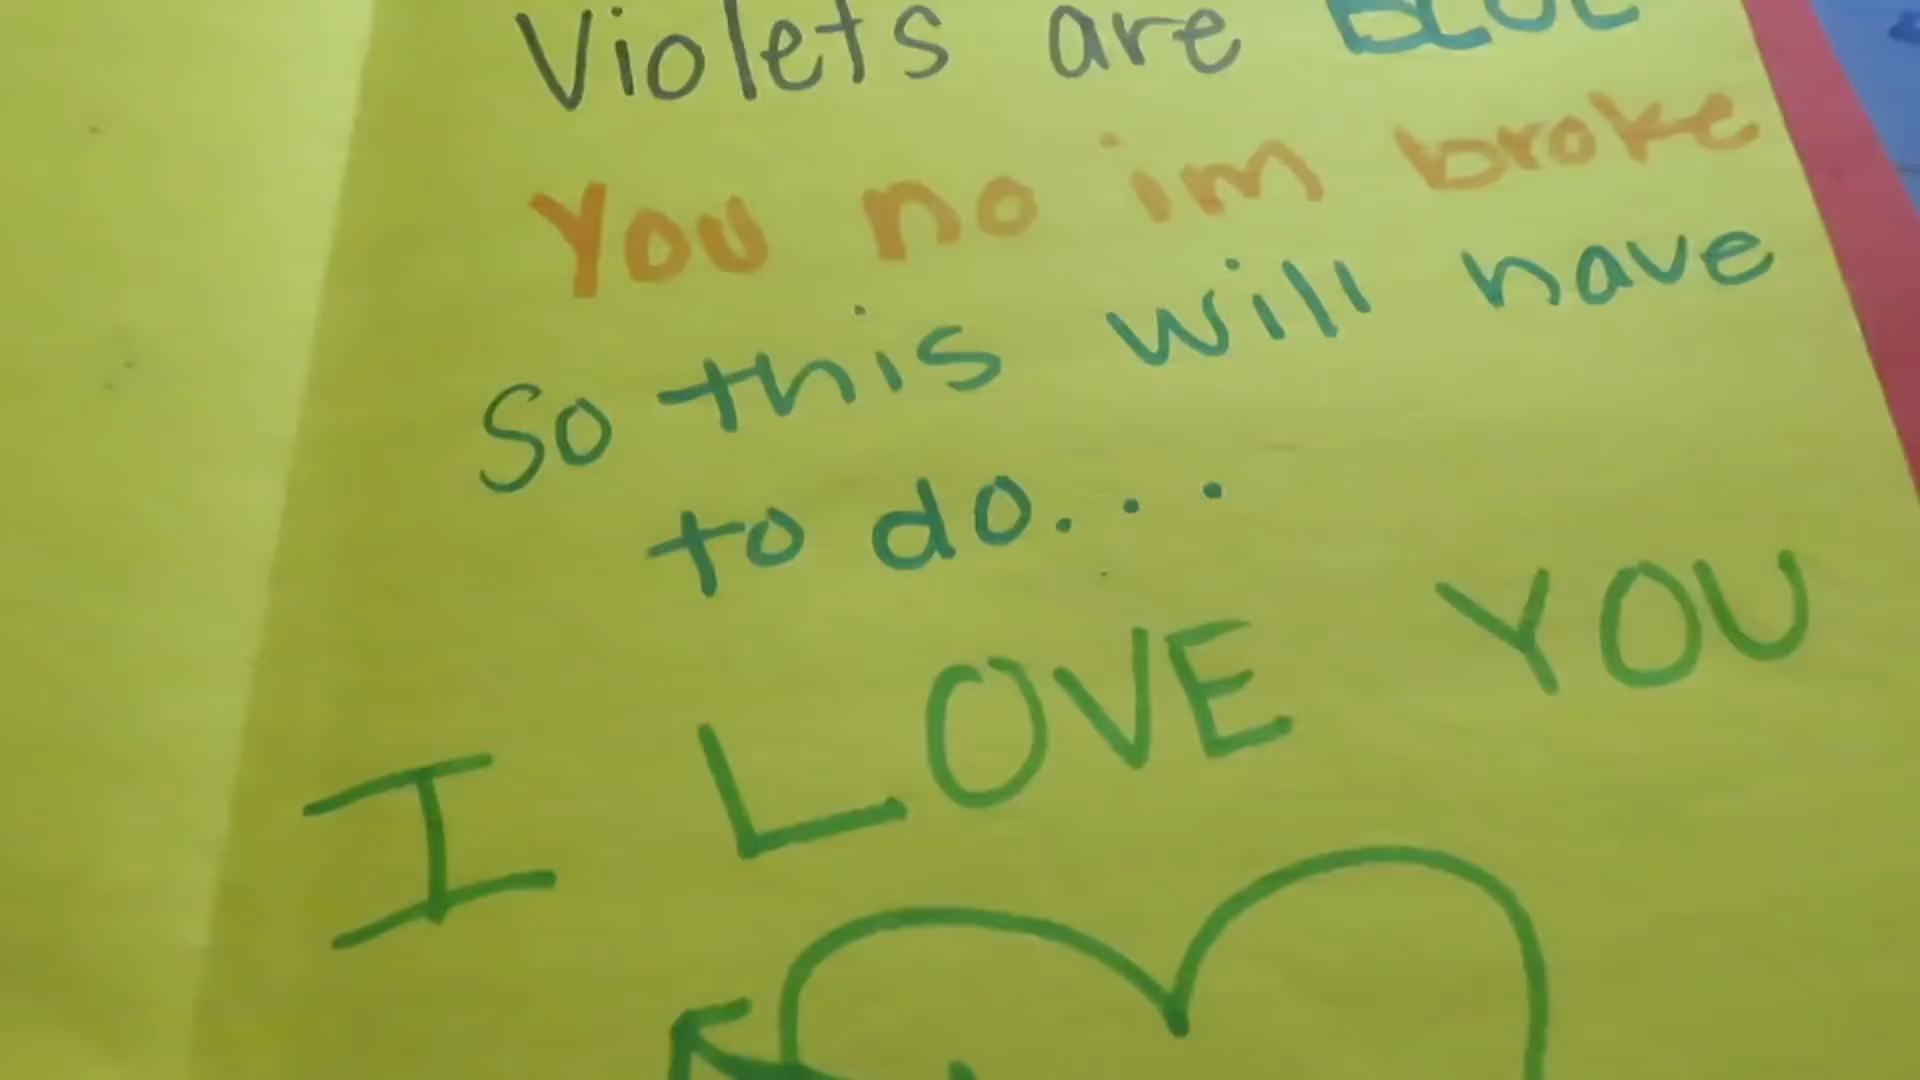 Violets are BLUE
You no im broke
So this will have
to do...
I LOVE YOU